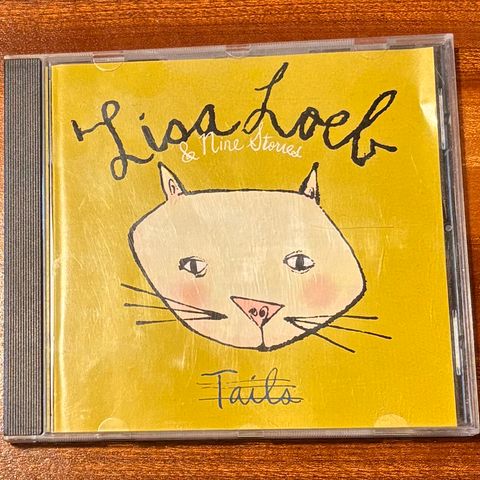 Lisa Loeb
& Nine Stories
Tails